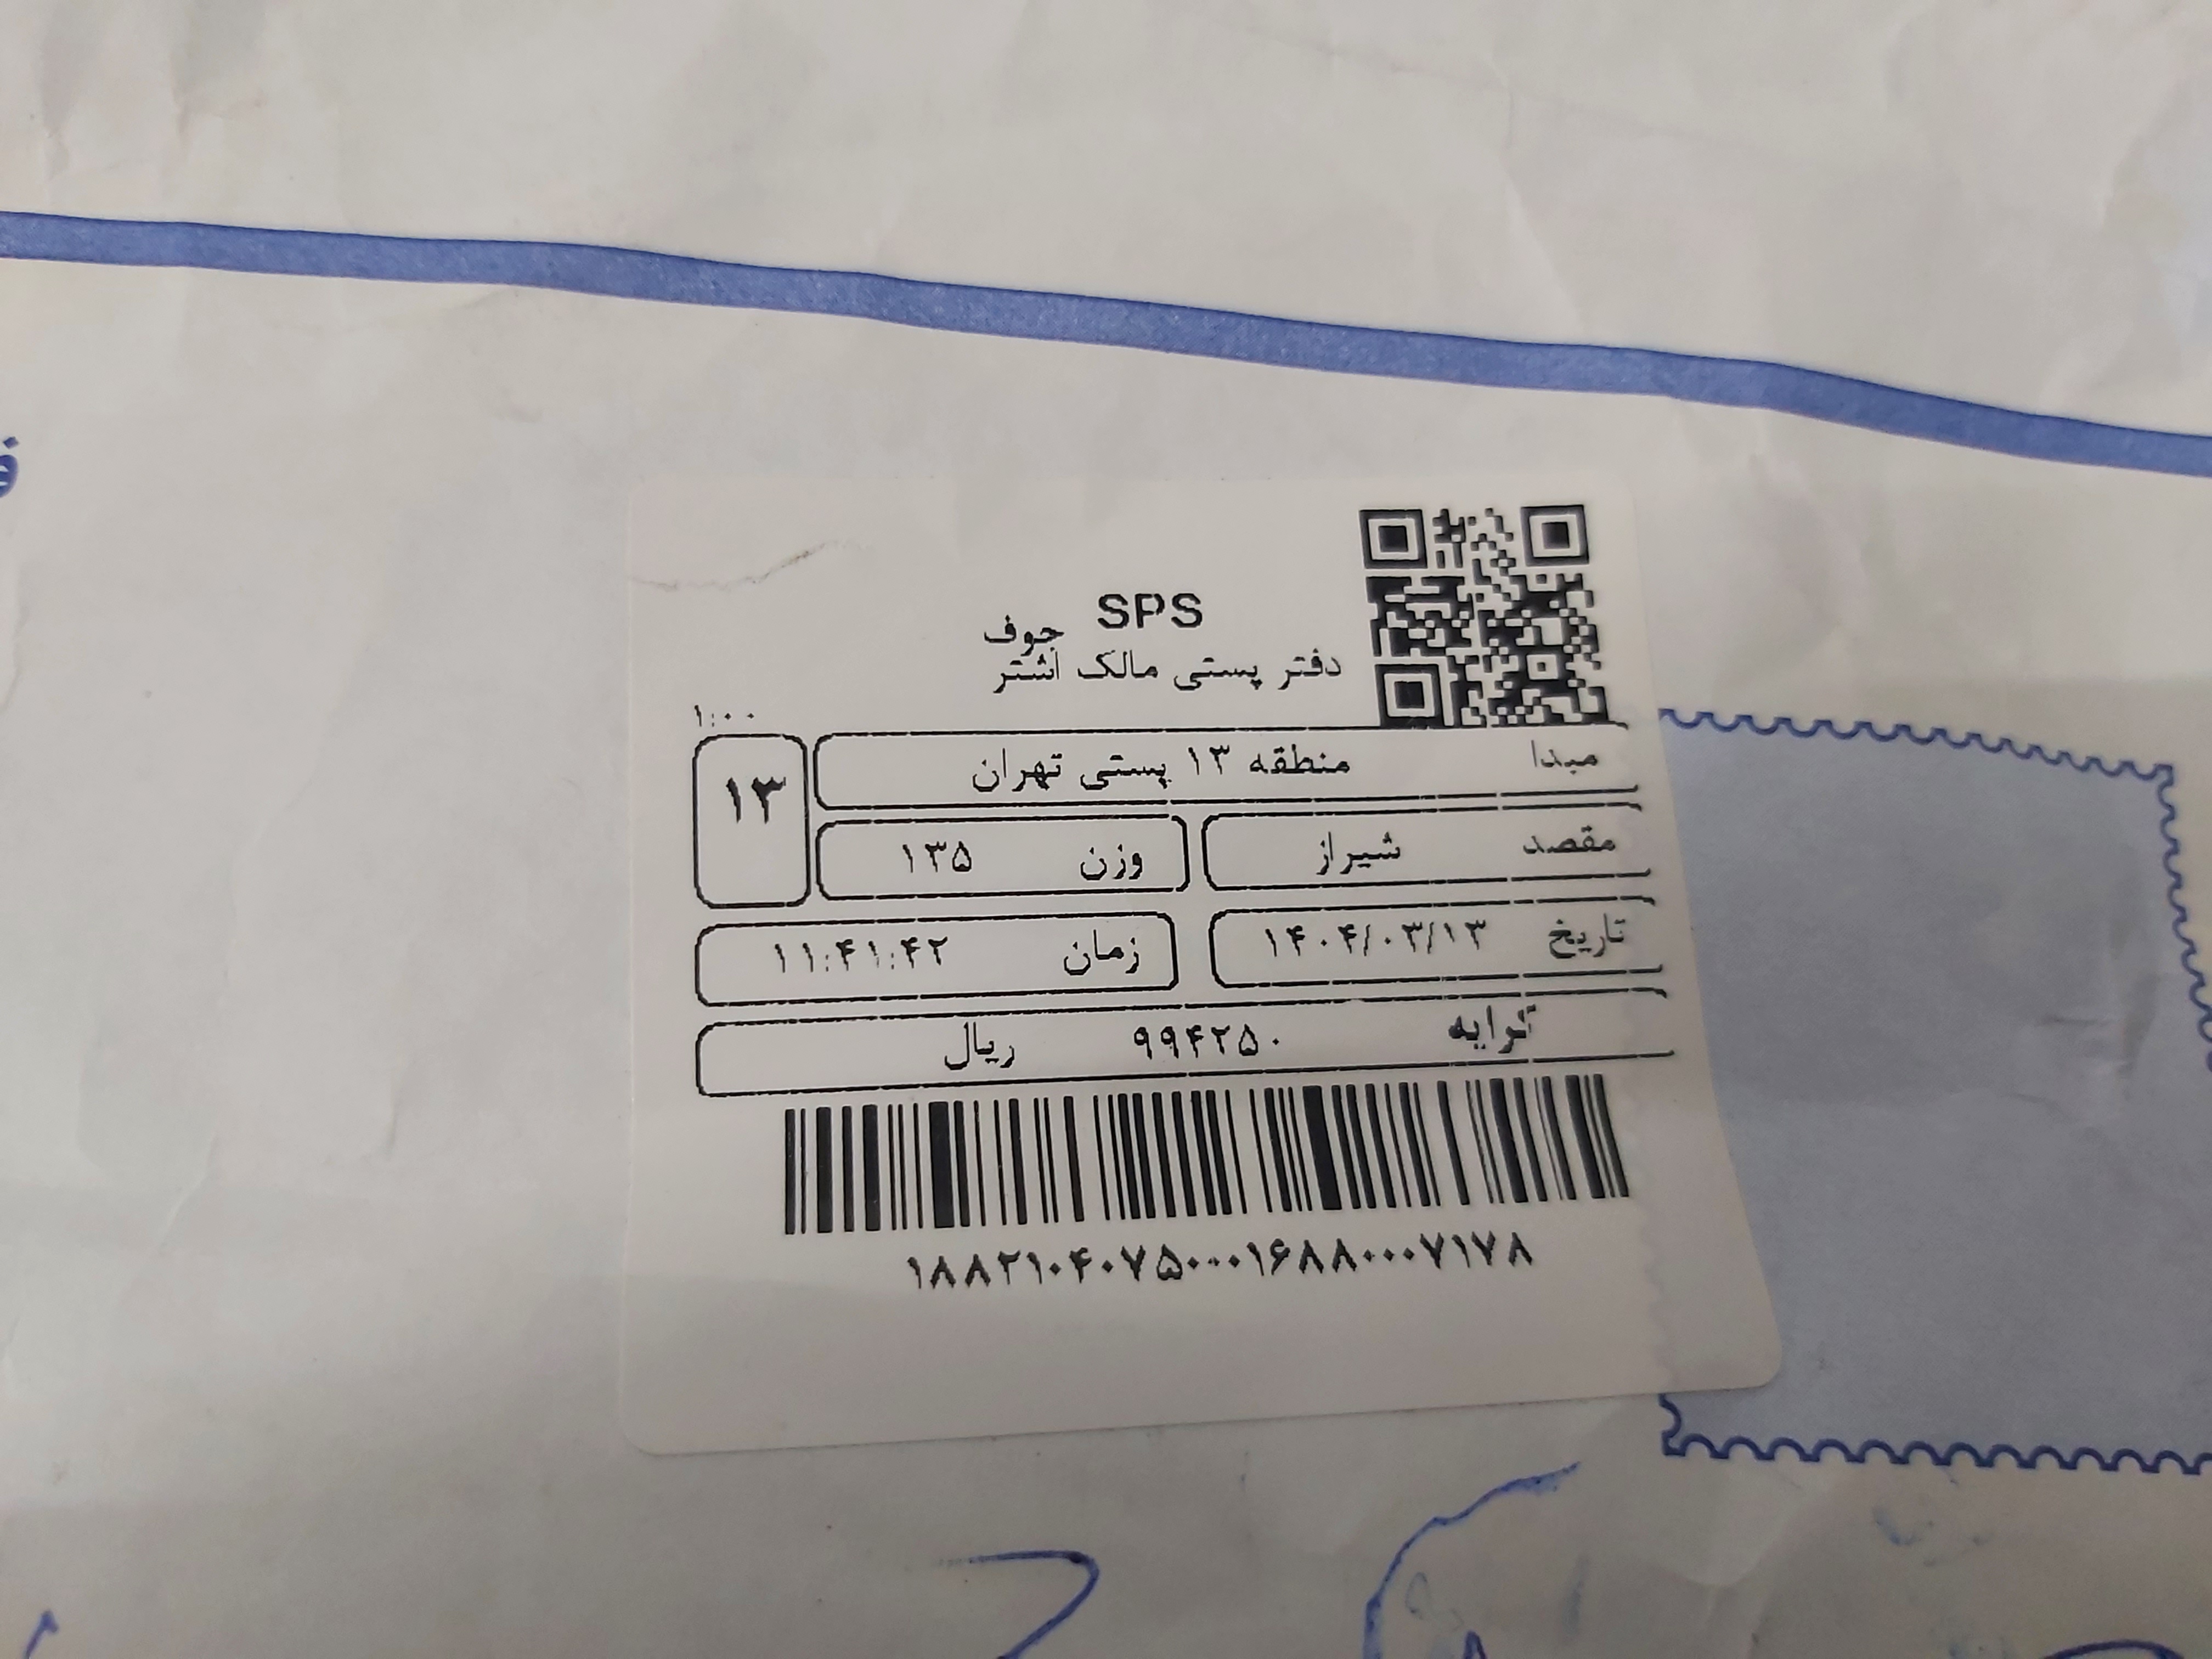 SPS جوف
دفتر پستی مالک اشتر
۱:۰۰
۱۳
مبدا منطقه ۱۳ پستی تهران
مقصد شیراز
وزن ۱۳۵
تاریخ ۱۴۰۴/۰۳/۱۳
زمان ۱۱:۴۱:۴۲
کرایه ۹۹۴۲۵۰ ریال
۱۸۸۲۱۰۴۰۷۵۰۰۰۱۶۸۸۰۰۰۷۱۷۸